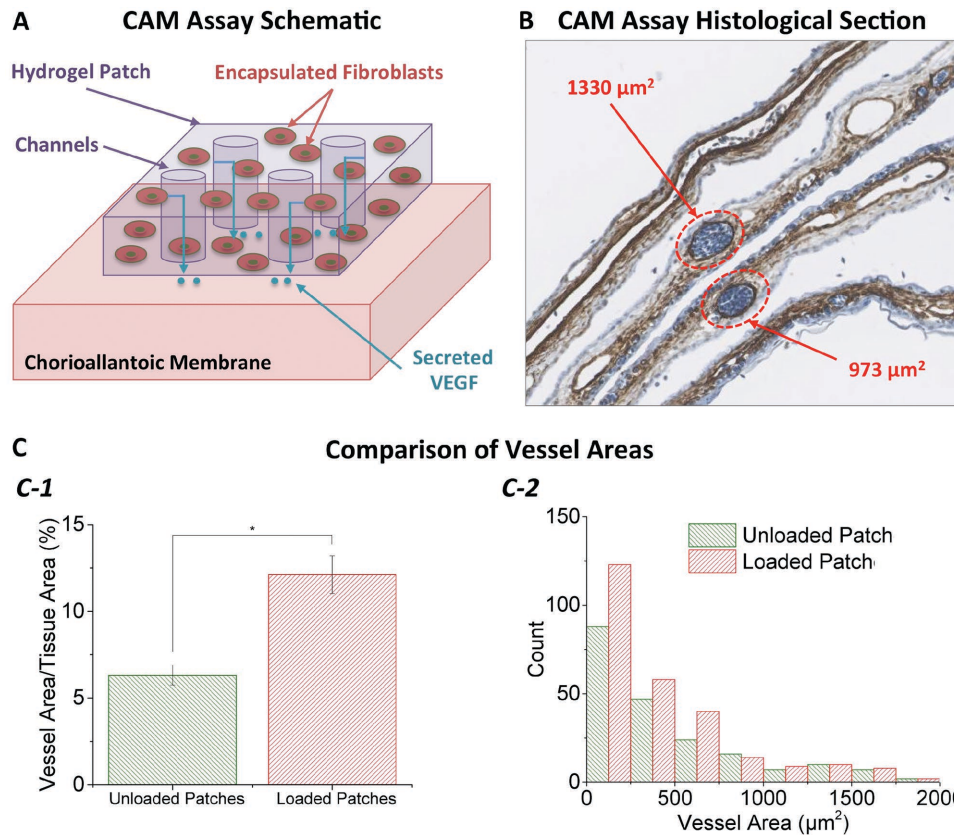 A
CAM Assay Schematic
Hydrogel Patch
Encapsulated Fibroblasts
Channels
Chorioallantoic Membrane
Secreted
VEGF
B
CAM Assay Histological Section
1330 µm²
973 µm²
C
Comparison of Vessel Areas
C-1
Vessel Area/Tissue Area (%)
15
10
5
0
*
Unloaded Patches
Loaded Patches
C-2
Count
150
100
50
0
Unloaded Patch
Loaded Patche
0
500
1000
1500
2000
Vessel Area (µm²)